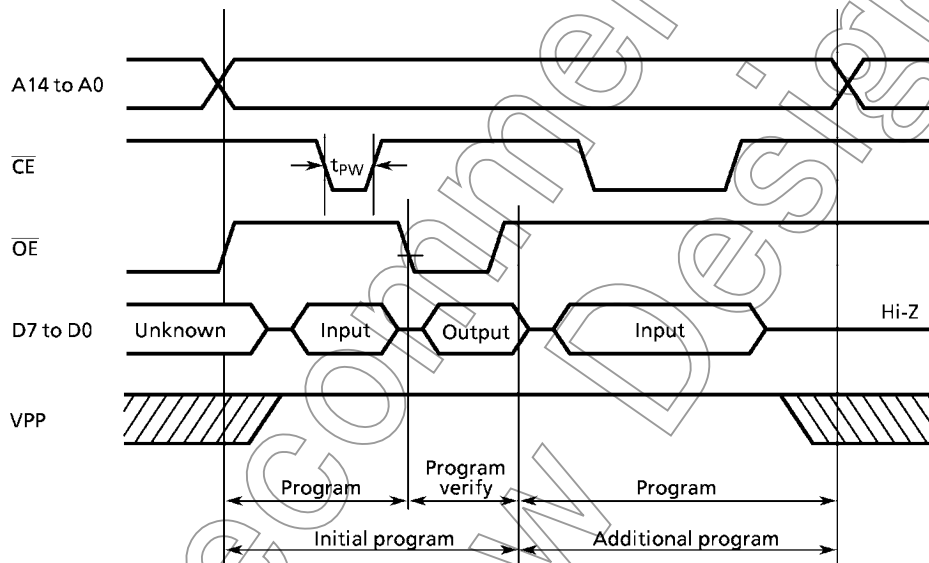 A14 to A0
CE
tPW
OE
D7 to D0
Unknown
Input
Output
Input
Hi-Z
VPP
Program
Program
verify
Program
Initial program
Additional program